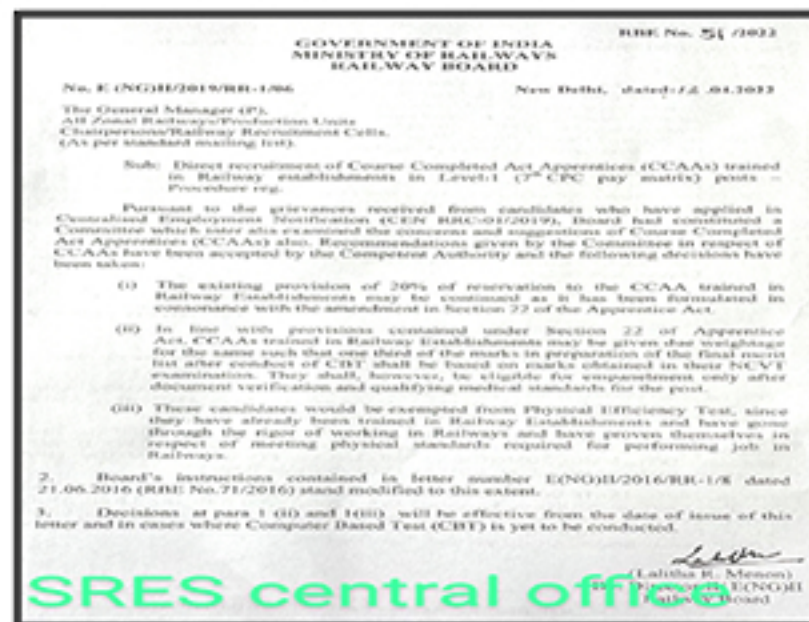 RBE No. 51 /2022
GOVERNMENT OF INDIA
MINISTRY OF RAILWAYS
RAILWAY BOARD
No. E (NG)II/2019/RR-1/06 New Delhi, dated: .04.2022
The General Manager (P),
All Zonal Railways/Production Units
Chairpersons/Railway Recruitment Cells.
(As per standard mailing list).
Sub: Direct recruitment of Course Completed Act Apprentices (CCAAs) trained
in Railway establishments in Level:1 (7th CPC pay matrix) posts –
Procedure reg.
Pursuant to the grievances received from candidates who have applied in
Centralised Employment Notification (CEN RRC-01/2019), Board had constituted a
Committee which inter alia examined the concerns and suggestions of Course Completed
Act Apprentices (CCAAs) also. Recommendations given by the Committee in respect of
CCAAs have been accepted by the Competent Authority and the following decisions have
been taken:
(i) The existing provision of 20% of reservation to the CCAA trained in
Railway Establishments may be continued as it has been formulated in
consonance with the amendment in Section 22 of the Apprentice Act.
(ii) In line with provisions contained under Section 22 of Apprentice
Act, CCAAs trained in Railway Establishments may be given due weightage
for the same such that one third of the marks in preparation of the final merit
list after conduct of CBT shall be based on marks obtained in their NCVT
examination. They shall, however, be eligible for empanelment only after
document verification and qualifying medical standards for the post.
(iii) These candidates would be exempted from Physical Efficiency Test, since
they have already been trained in Railway Establishments and have gone
through the rigor of working in Railways and have proven themselves in
respect of meeting physical standards required for performing job in
Railways.
2. Board's instructions contained in letter number E(NG)II/2016/RR-1/8 dated
21.06.2016 (RBE No.71/2016) stand modified to this extent.
3. Decisions at para 1 (ii) and 1(iii) will be effective from the date of issue of this
letter and in cases where Computer Based Test (CBT) is yet to be conducted.
(Lalitha R. Menon)
E(NG)II
Railway Board
SRES central office